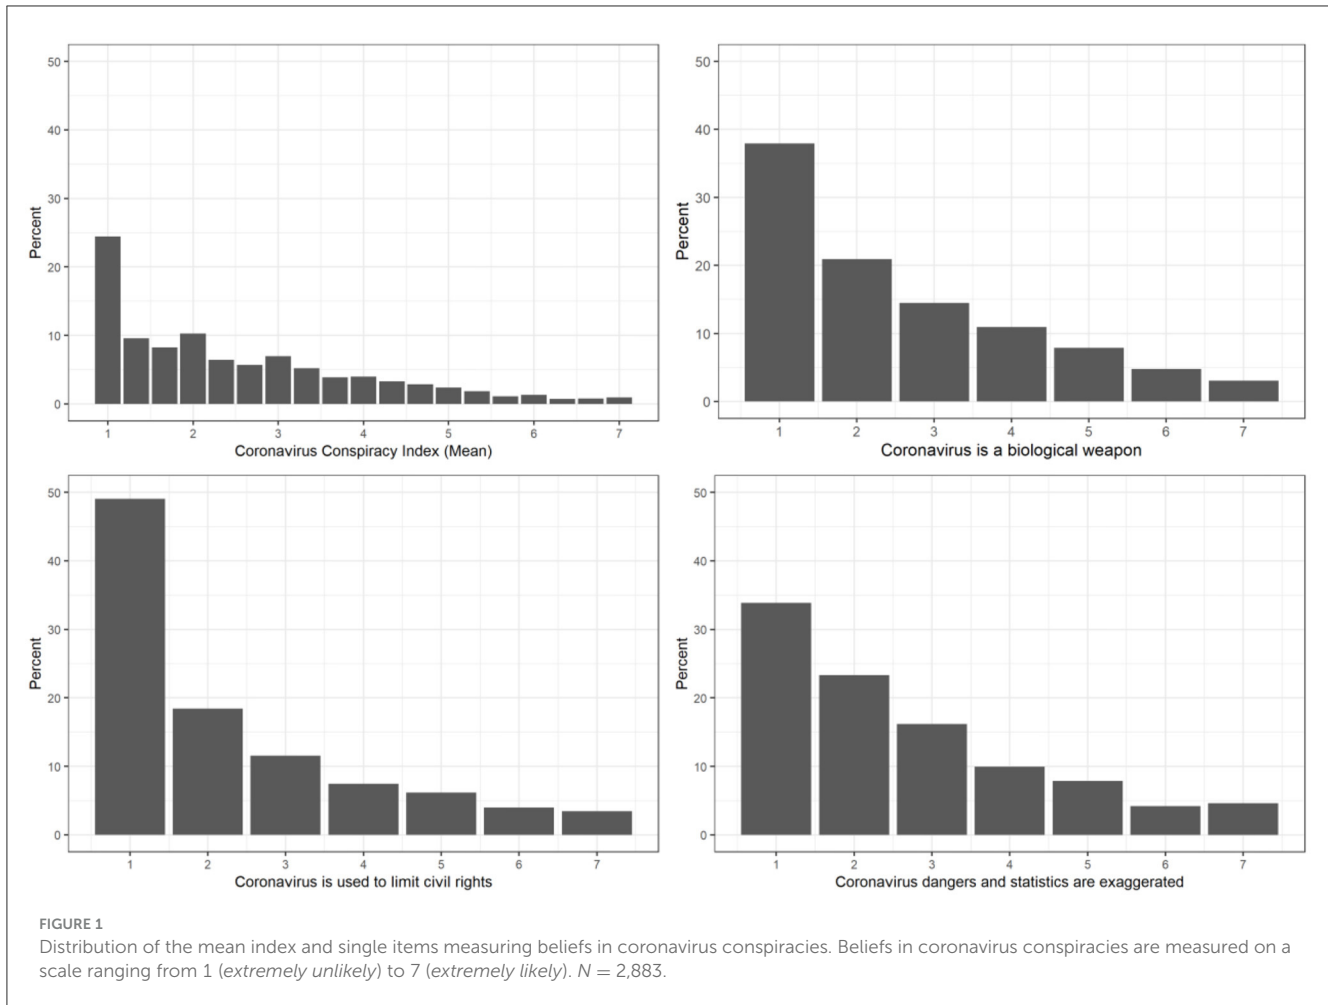 50
40
30
20
10
0
Percent
1 2 3 4 5 6 7
Coronavirus Conspiracy Index (Mean)
50
40
30
20
10
0
Percent
1 2 3 4 5 6 7
Coronavirus is a biological weapon
50
40
30
20
10
0
Percent
1 2 3 4 5 6 7
Coronavirus is used to limit civil rights
50
40
30
20
10
0
Percent
1 2 3 4 5 6 7
Coronavirus dangers and statistics are exaggerated
FIGURE 1
Distribution of the mean index and single items measuring beliefs in coronavirus conspiracies. Beliefs in coronavirus conspiracies are measured on a
scale ranging from 1 (extremely unlikely) to 7 (extremely likely). N = 2,883.